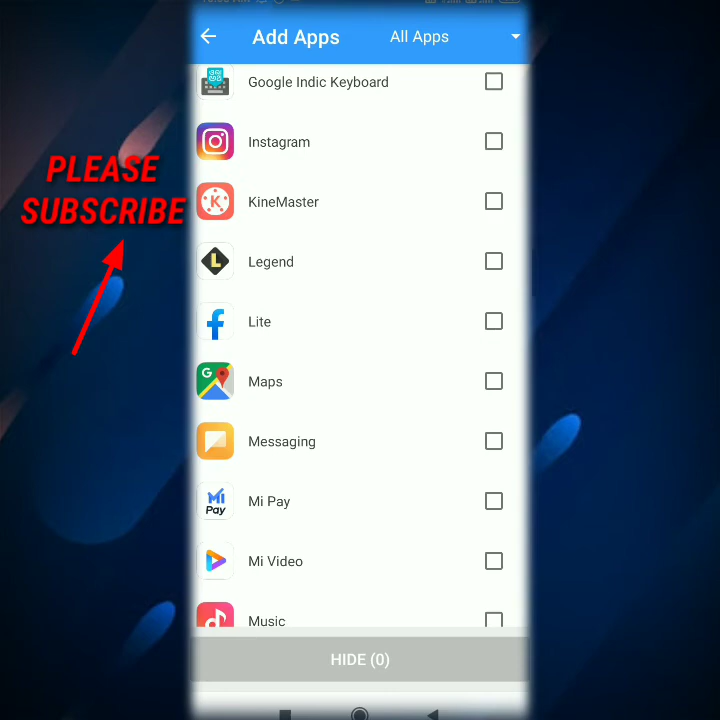 Add Apps
All Apps
Google Indic Keyboard
Instagram
K
KineMaster
L
Legend
Lite
G
Maps
Messaging
Pay
Mi Pay
Mi Video
Music
HIDE (0)
PLEASE
SUBSCRIBE